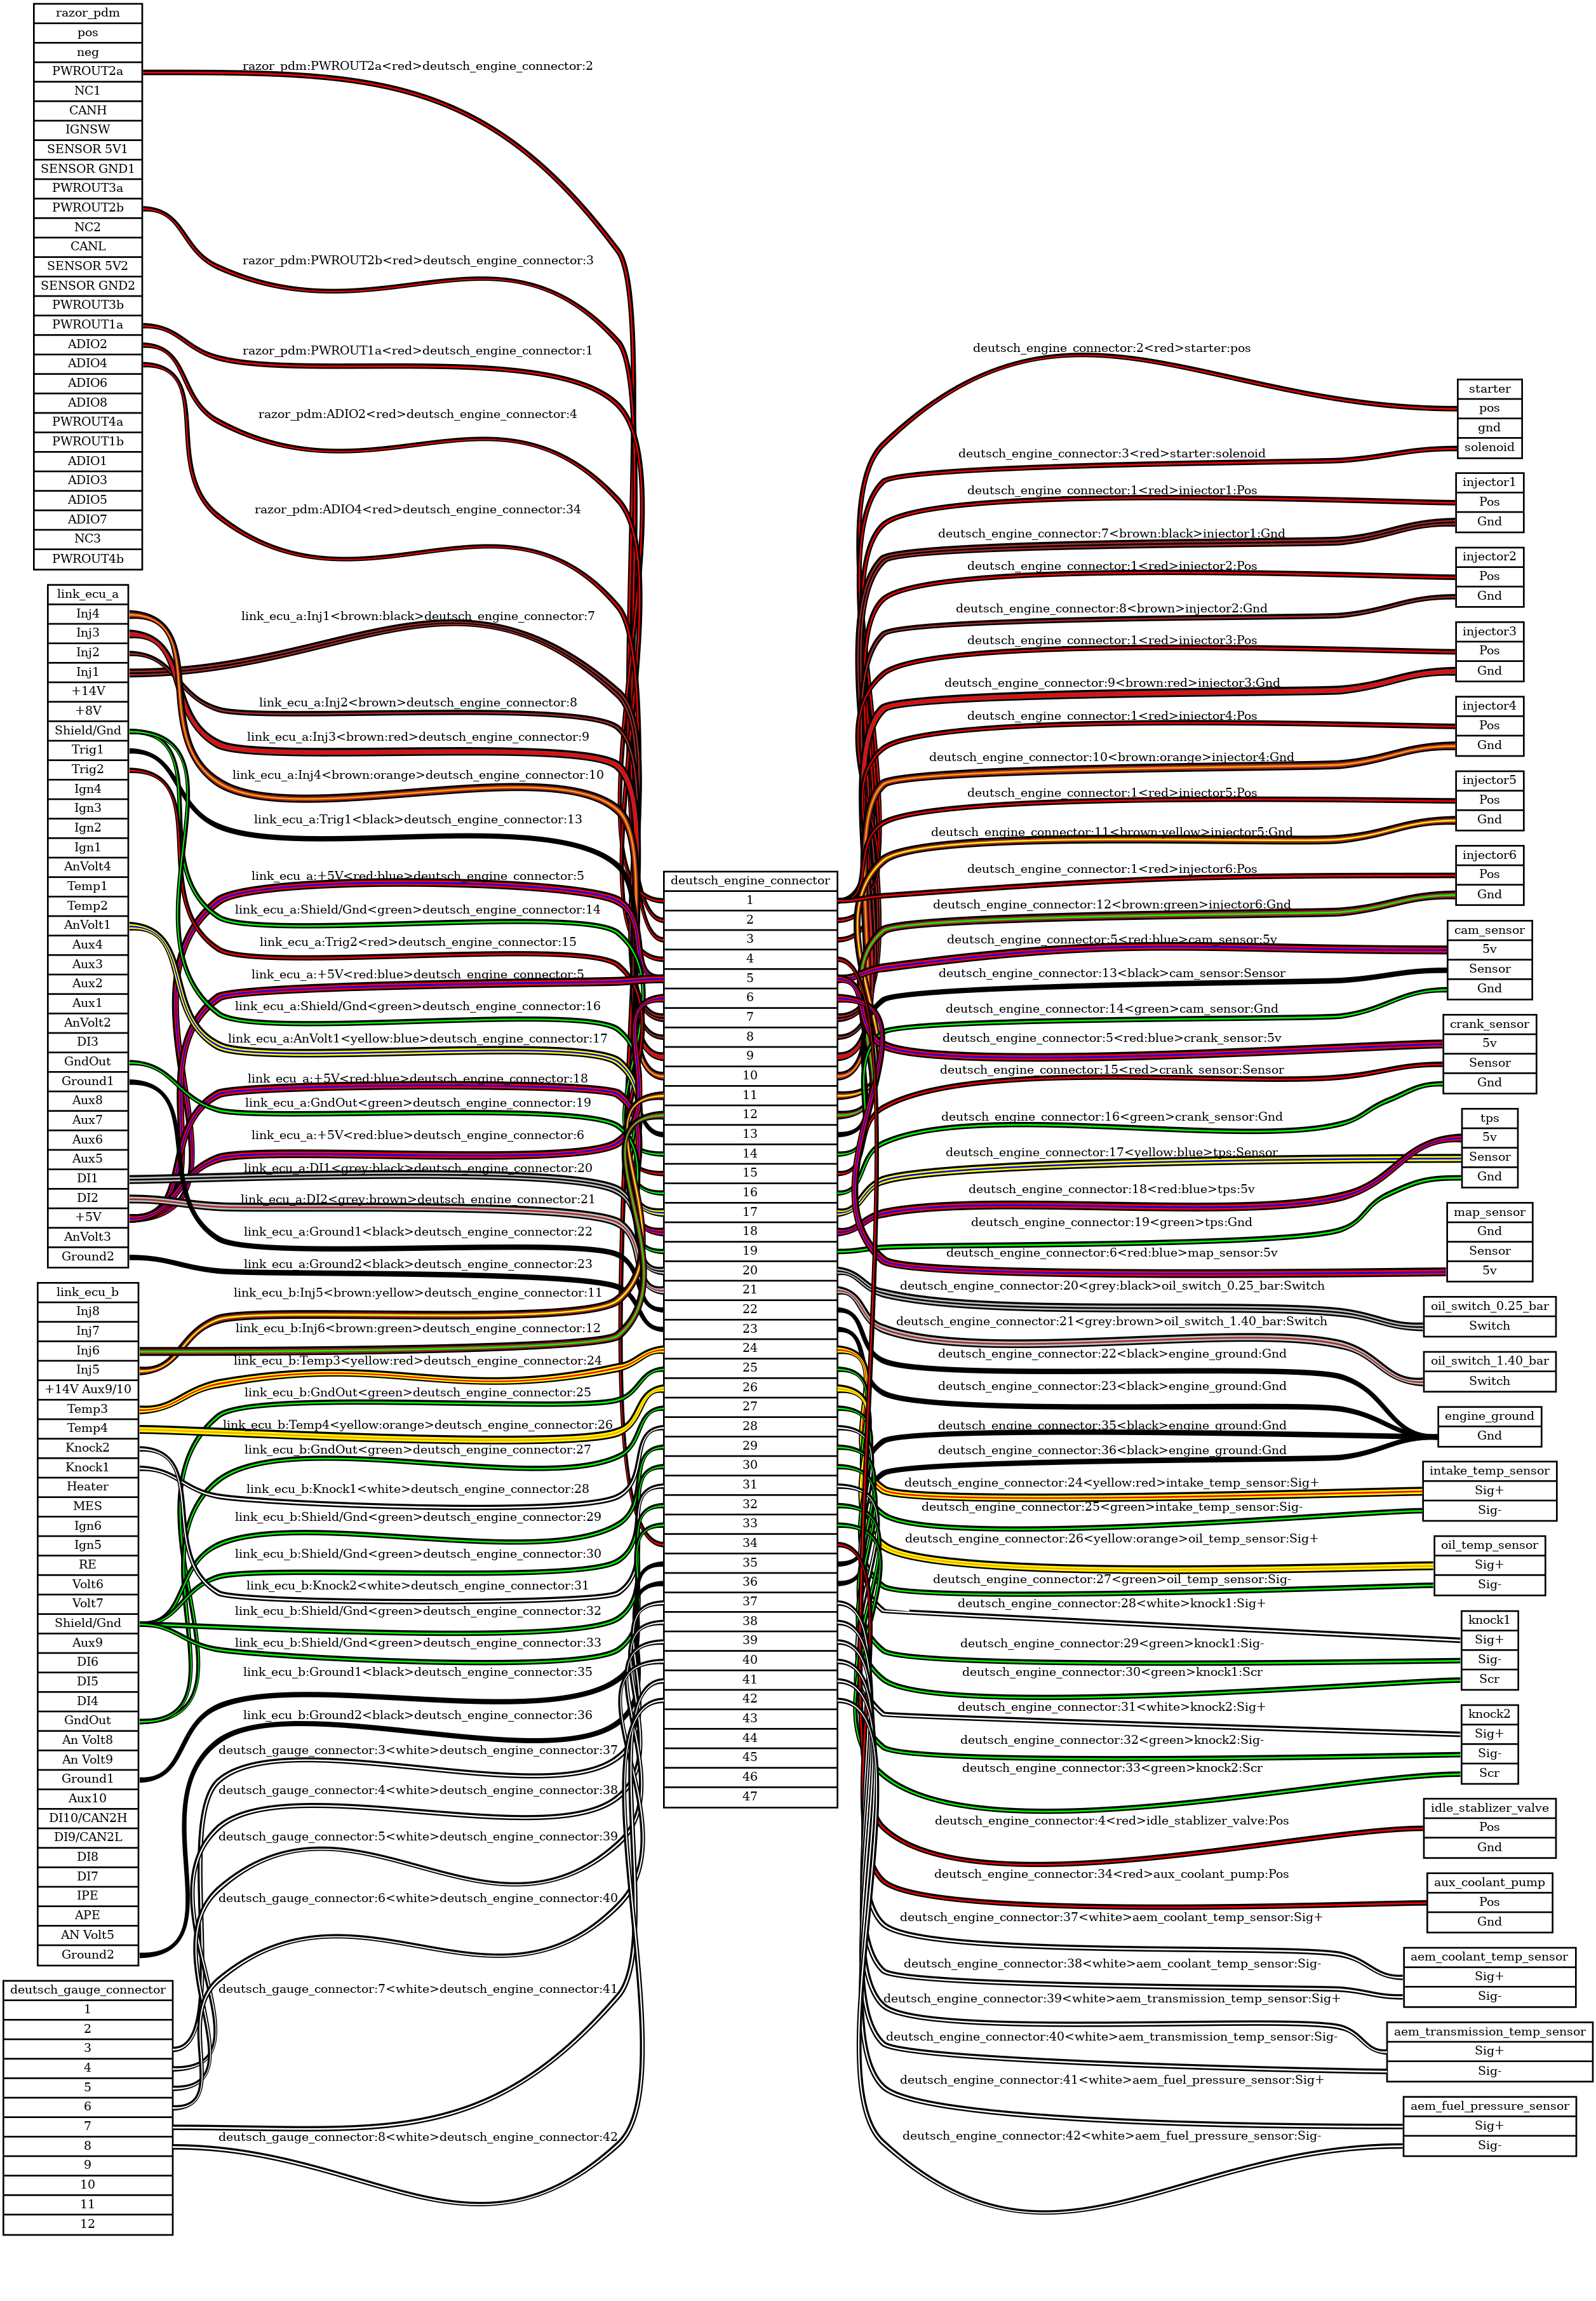 razor_pdm
pos
neg
PWROUT2a
NC1
CANH
IGNSW
SENSOR 5V1
SENSOR GND1
PWROUT3a
PWROUT2b
NC2
CANL
SENSOR 5V2
SENSOR GND2
PWROUT3b
PWROUT1a
ADIO2
ADIO4
ADIO6
ADIO8
PWROUT4a
PWROUT1b
ADIO1
ADIO3
ADIO5
ADIO7
NC3
PWROUT4b
link_ecu_a
Inj4
Inj3
Inj2
Inj1
+14V
+8V
Shield/Gnd
Trig1
Trig2
Ign4
Ign3
Ign2
Ign1
AnVolt4
Temp1
Temp2
AnVolt1
Aux4
Aux3
Aux2
Aux1
AnVolt2
DI3
GndOut
Ground1
Aux8
Aux7
Aux6
Aux5
DI1
DI2
+5V
AnVolt3
Ground2
link_ecu_b
Inj8
Inj7
Inj6
Inj5
+14V Aux9/10
Temp3
Temp4
Knock2
Knock1
Heater
MES
Ign6
Ign5
RE
Volt6
Volt7
Shield/Gnd
Aux9
DI6
DI5
DI4
GndOut
An Volt8
An Volt9
Ground1
Aux10
DI10/CAN2H
DI9/CAN2L
DI8
DI7
IPE
APE
AN Volt5
Ground2
deutsch_gauge_connector
1
2
3
4
5
6
7
8
9
10
11
12
razor_pdm:PWROUT2a<red>deutsch_engine_connector:2
razor_pdm:PWROUT2b<red>deutsch_engine_connector:3
razor_pdm:PWROUT1a<red>deutsch_engine_connector:1
razor_pdm:ADIO2<red>deutsch_engine_connector:4
razor_pdm:ADIO4<red>deutsch_engine_connector:34
link_ecu_a:Inj1<brown:black>deutsch_engine_connector:7
link_ecu_a:Inj2<brown>deutsch_engine_connector:8
link_ecu_a:Inj3<brown:red>deutsch_engine_connector:9
link_ecu_a:Inj4<brown:orange>deutsch_engine_connector:10
link_ecu_a:Trig1<black>deutsch_engine_connector:13
link_ecu_a:+5V<red:blue>deutsch_engine_connector:5
link_ecu_a:Shield/Gnd<green>deutsch_engine_connector:14
link_ecu_a:Trig2<red>deutsch_engine_connector:15
link_ecu_a:+5V<red:blue>deutsch_engine_connector:5
link_ecu_a:Shield/Gnd<green>deutsch_engine_connector:16
link_ecu_a:AnVolt1<yellow:blue>deutsch_engine_connector:17
link_ecu_a:+5V<red:blue>deutsch_engine_connector:18
link_ecu_a:GndOut<green>deutsch_engine_connector:19
link_ecu_a:+5V<red:blue>deutsch_engine_connector:6
link_ecu_a:DI1<grey:black>deutsch_engine_connector:20
link_ecu_a:DI2<grey:brown>deutsch_engine_connector:21
link_ecu_a:Ground1<black>deutsch_engine_connector:22
link_ecu_a:Ground2<black>deutsch_engine_connector:23
link_ecu_b:Inj5<brown:yellow>deutsch_engine_connector:11
link_ecu_b:Inj6<brown:green>deutsch_engine_connector:12
link_ecu_b:Temp3<yellow:red>deutsch_engine_connector:24
link_ecu_b:GndOut<green>deutsch_engine_connector:25
link_ecu_b:Temp4<yellow:orange>deutsch_engine_connector:26
link_ecu_b:GndOut<green>deutsch_engine_connector:27
link_ecu_b:Knock1<white>deutsch_engine_connector:28
link_ecu_b:Shield/Gnd<green>deutsch_engine_connector:29
link_ecu_b:Shield/Gnd<green>deutsch_engine_connector:30
link_ecu_b:Knock2<white>deutsch_engine_connector:31
link_ecu_b:Shield/Gnd<green>deutsch_engine_connector:32
link_ecu_b:Shield/Gnd<green>deutsch_engine_connector:33
link_ecu_b:Ground1<black>deutsch_engine_connector:35
link_ecu_b:Ground2<black>deutsch_engine_connector:36
deutsch_gauge_connector:3<white>deutsch_engine_connector:37
deutsch_gauge_connector:4<white>deutsch_engine_connector:38
deutsch_gauge_connector:5<white>deutsch_engine_connector:39
deutsch_gauge_connector:6<white>deutsch_engine_connector:40
deutsch_gauge_connector:7<white>deutsch_engine_connector:41
deutsch_gauge_connector:8<white>deutsch_engine_connector:42
deutsch_engine_connector
1
2
3
4
5
6
7
8
9
10
11
12
13
14
15
16
17
18
19
20
21
22
23
24
25
26
27
28
29
30
31
32
33
34
35
36
37
38
39
40
41
42
43
44
45
46
47
deutsch_engine_connector:2<red>starter:pos
deutsch_engine_connector:3<red>starter:solenoid
deutsch_engine_connector:1<red>injector1:Pos
deutsch_engine_connector:7<brown:black>injector1:Gnd
deutsch_engine_connector:1<red>injector2:Pos
deutsch_engine_connector:8<brown>injector2:Gnd
deutsch_engine_connector:1<red>injector3:Pos
deutsch_engine_connector:9<brown:red>injector3:Gnd
deutsch_engine_connector:1<red>injector4:Pos
deutsch_engine_connector:10<brown:orange>injector4:Gnd
deutsch_engine_connector:1<red>injector5:Pos
deutsch_engine_connector:11<brown:yellow>injector5:Gnd
deutsch_engine_connector:1<red>injector6:Pos
deutsch_engine_connector:12<brown:green>injector6:Gnd
deutsch_engine_connector:5<red:blue>cam_sensor:5v
deutsch_engine_connector:13<black>cam_sensor:Sensor
deutsch_engine_connector:14<green>cam_sensor:Gnd
deutsch_engine_connector:5<red:blue>crank_sensor:5v
deutsch_engine_connector:15<red>crank_sensor:Sensor
deutsch_engine_connector:16<green>crank_sensor:Gnd
deutsch_engine_connector:17<yellow:blue>tps:Sensor
deutsch_engine_connector:18<red:blue>tps:5v
deutsch_engine_connector:19<green>tps:Gnd
deutsch_engine_connector:6<red:blue>map_sensor:5v
deutsch_engine_connector:20<grey:black>oil_switch_0.25_bar:Switch
deutsch_engine_connector:21<grey:brown>oil_switch_1.40_bar:Switch
deutsch_engine_connector:22<black>engine_ground:Gnd
deutsch_engine_connector:23<black>engine_ground:Gnd
deutsch_engine_connector:35<black>engine_ground:Gnd
deutsch_engine_connector:36<black>engine_ground:Gnd
deutsch_engine_connector:24<yellow:red>intake_temp_sensor:Sig+
deutsch_engine_connector:25<green>intake_temp_sensor:Sig-
deutsch_engine_connector:26<yellow:orange>oil_temp_sensor:Sig+
deutsch_engine_connector:27<green>oil_temp_sensor:Sig-
deutsch_engine_connector:28<white>knock1:Sig+
deutsch_engine_connector:29<green>knock1:Sig-
deutsch_engine_connector:30<green>knock1:Scr
deutsch_engine_connector:31<white>knock2:Sig+
deutsch_engine_connector:32<green>knock2:Sig-
deutsch_engine_connector:33<green>knock2:Scr
deutsch_engine_connector:4<red>idle_stablizer_valve:Pos
deutsch_engine_connector:34<red>aux_coolant_pump:Pos
deutsch_engine_connector:37<white>aem_coolant_temp_sensor:Sig+
deutsch_engine_connector:38<white>aem_coolant_temp_sensor:Sig-
deutsch_engine_connector:39<white>aem_transmission_temp_sensor:Sig+
deutsch_engine_connector:40<white>aem_transmission_temp_sensor:Sig-
deutsch_engine_connector:41<white>aem_fuel_pressure_sensor:Sig+
deutsch_engine_connector:42<white>aem_fuel_pressure_sensor:Sig-
starter
pos
gnd
solenoid
injector1
Pos
Gnd
injector2
Pos
Gnd
injector3
Pos
Gnd
injector4
Pos
Gnd
injector5
Pos
Gnd
injector6
Pos
Gnd
cam_sensor
5v
Sensor
Gnd
crank_sensor
5v
Sensor
Gnd
tps
5v
Sensor
Gnd
map_sensor
Gnd
Sensor
5v
oil_switch_0.25_bar
Switch
oil_switch_1.40_bar
Switch
engine_ground
Gnd
intake_temp_sensor
Sig+
Sig-
oil_temp_sensor
Sig+
Sig-
knock1
Sig+
Sig-
Scr
knock2
Sig+
Sig-
Scr
idle_stablizer_valve
Pos
Gnd
aux_coolant_pump
Pos
Gnd
aem_coolant_temp_sensor
Sig+
Sig-
aem_transmission_temp_sensor
Sig+
Sig-
aem_fuel_pressure_sensor
Sig+
Sig-